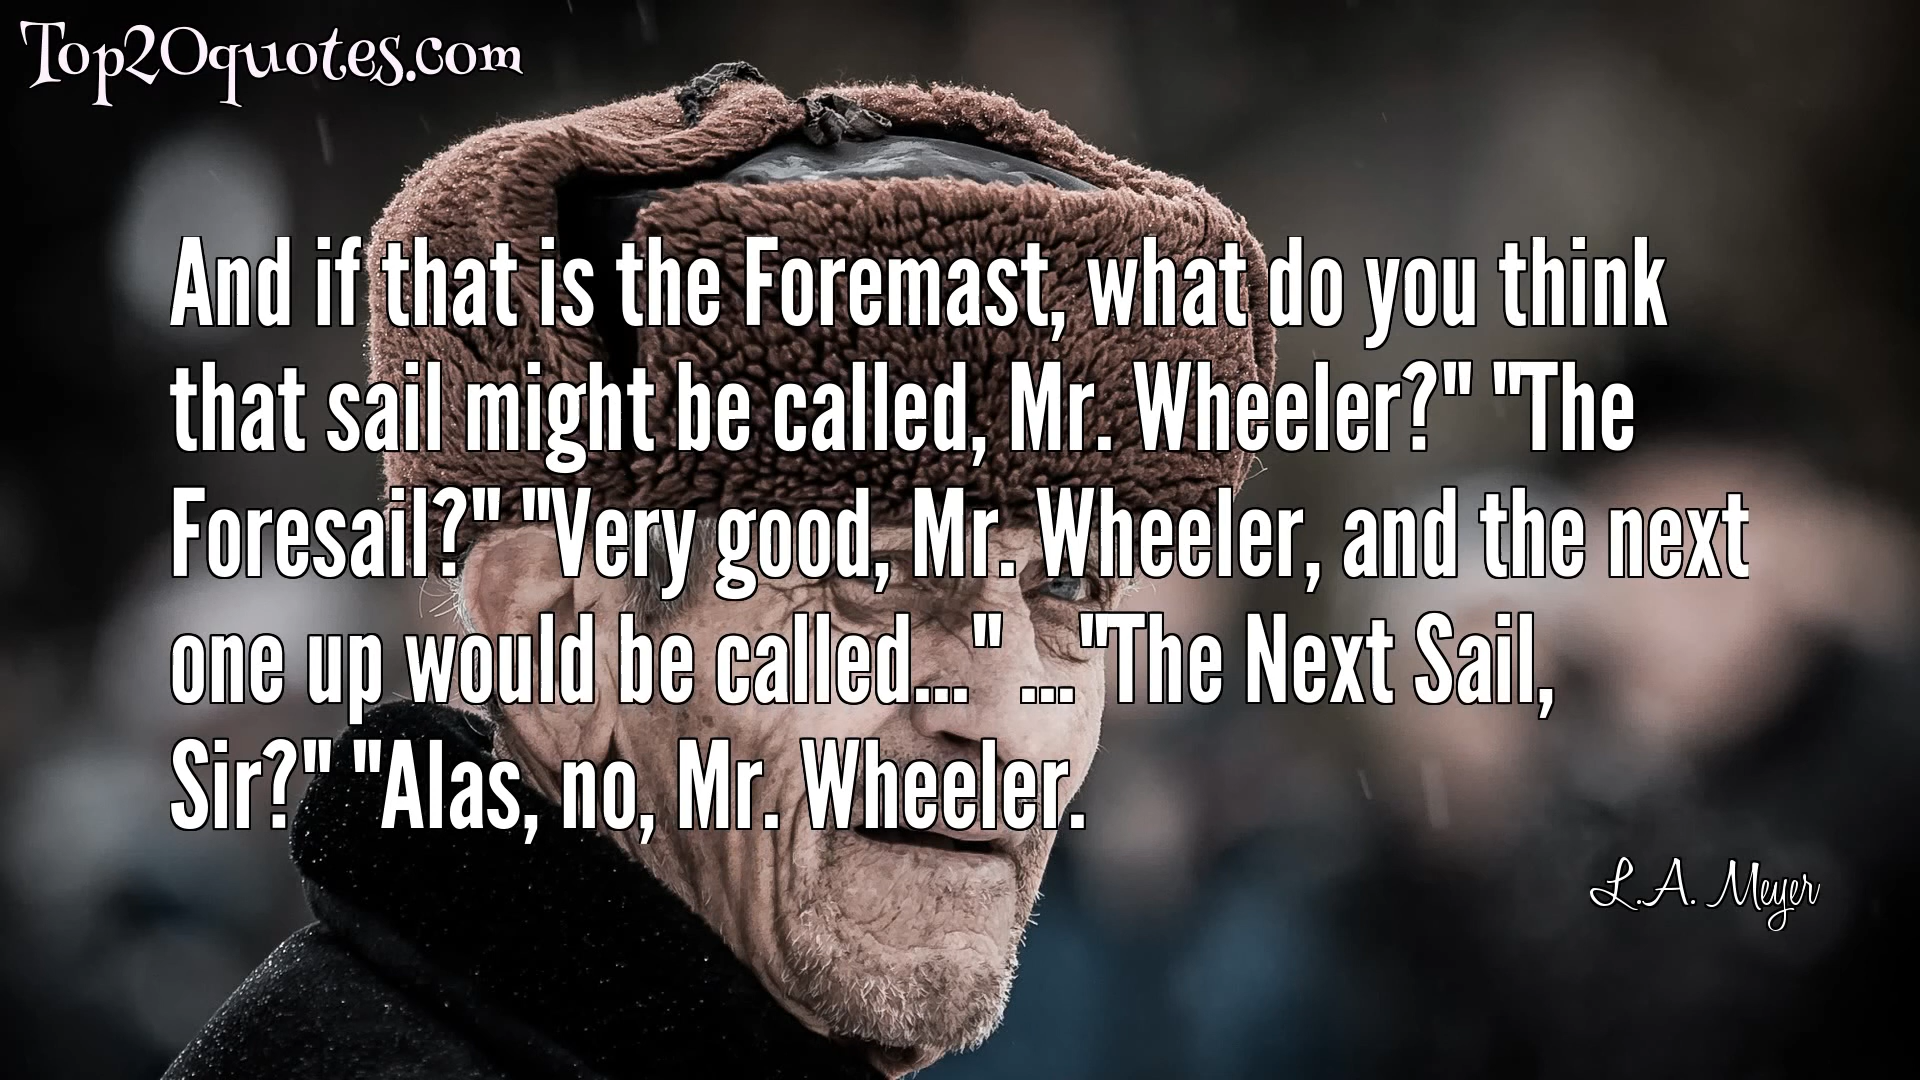 Top20quotes.com
And if that is the Foremast, what do you think
that sail might be called, Mr. Wheeler?" "The
Foresail?" "Very good, Mr. Wheeler, and the next
one up would be called..." ..."The Next Sail,
Sir?" "Alas, no, Mr. Wheeler.
L.A. Meyer